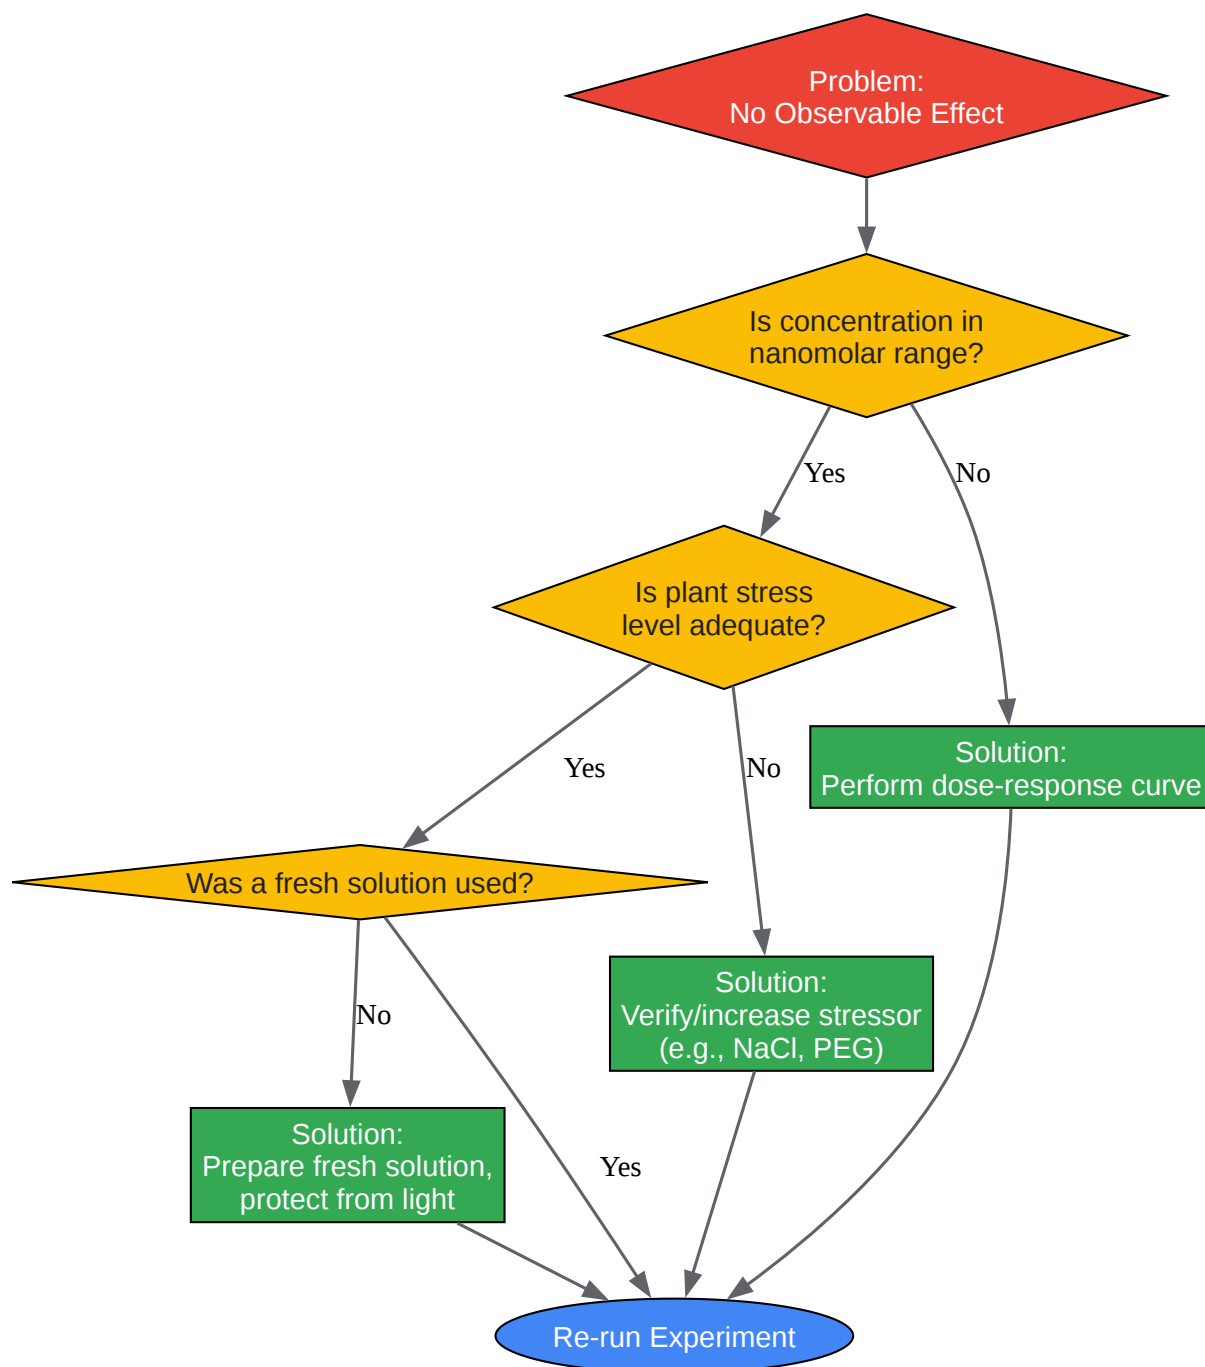 Problem:
No Observable Effect
Is concentration in
nanomolar range?
Yes
No
Is plant stress
level adequate?
Yes
No
Solution:
Perform dose-response curve
Was a fresh solution used?
No
Yes
Solution:
Verify/increase stressor
(e.g., NaCl, PEG)
Solution:
Prepare fresh solution,
protect from light
Re-run Experiment